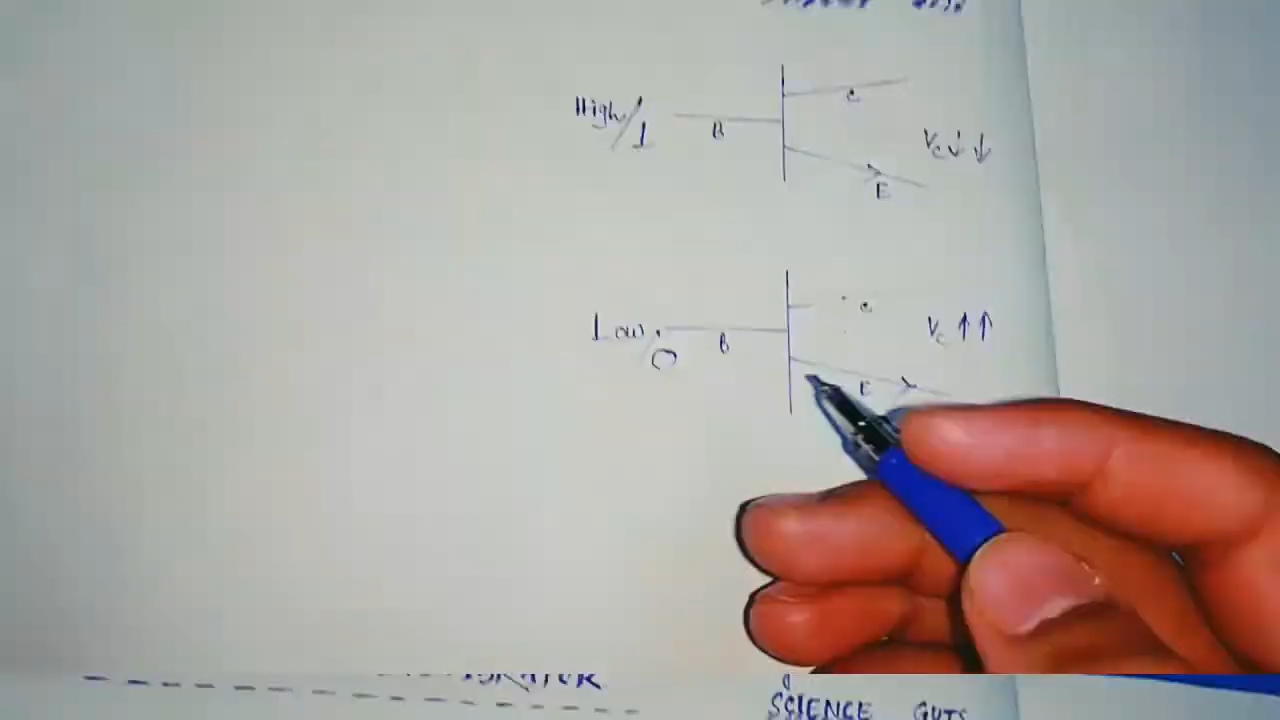 High/1
B
C
E
Vc↓↓
Low/0
B
C
E
Vc↑↑
SCIENCE GUTS